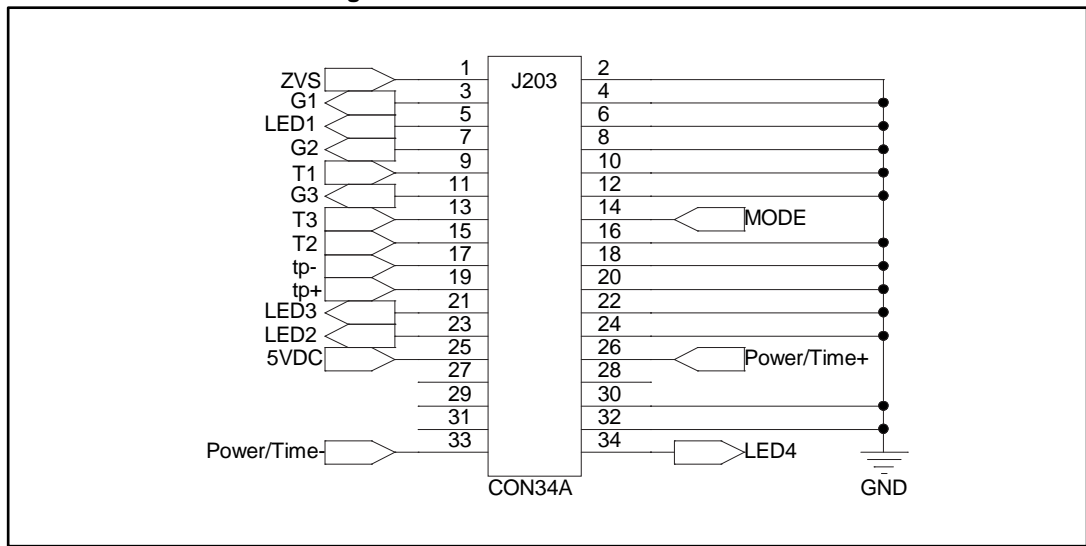 g
J203
ZVS 1 2
G1 3 4
LED1 5 6
G2 7 8
T1 9 10
G3 11 12
T3 13 14 MODE
T2 15 16
tp- 17 18
tp+ 19 20
LED3 21 22
LED2 23 24
5VDC 25 26 Power/Time+
27 28
29 30
31 32
Power/Time- 33 34 LED4
CON34A GND